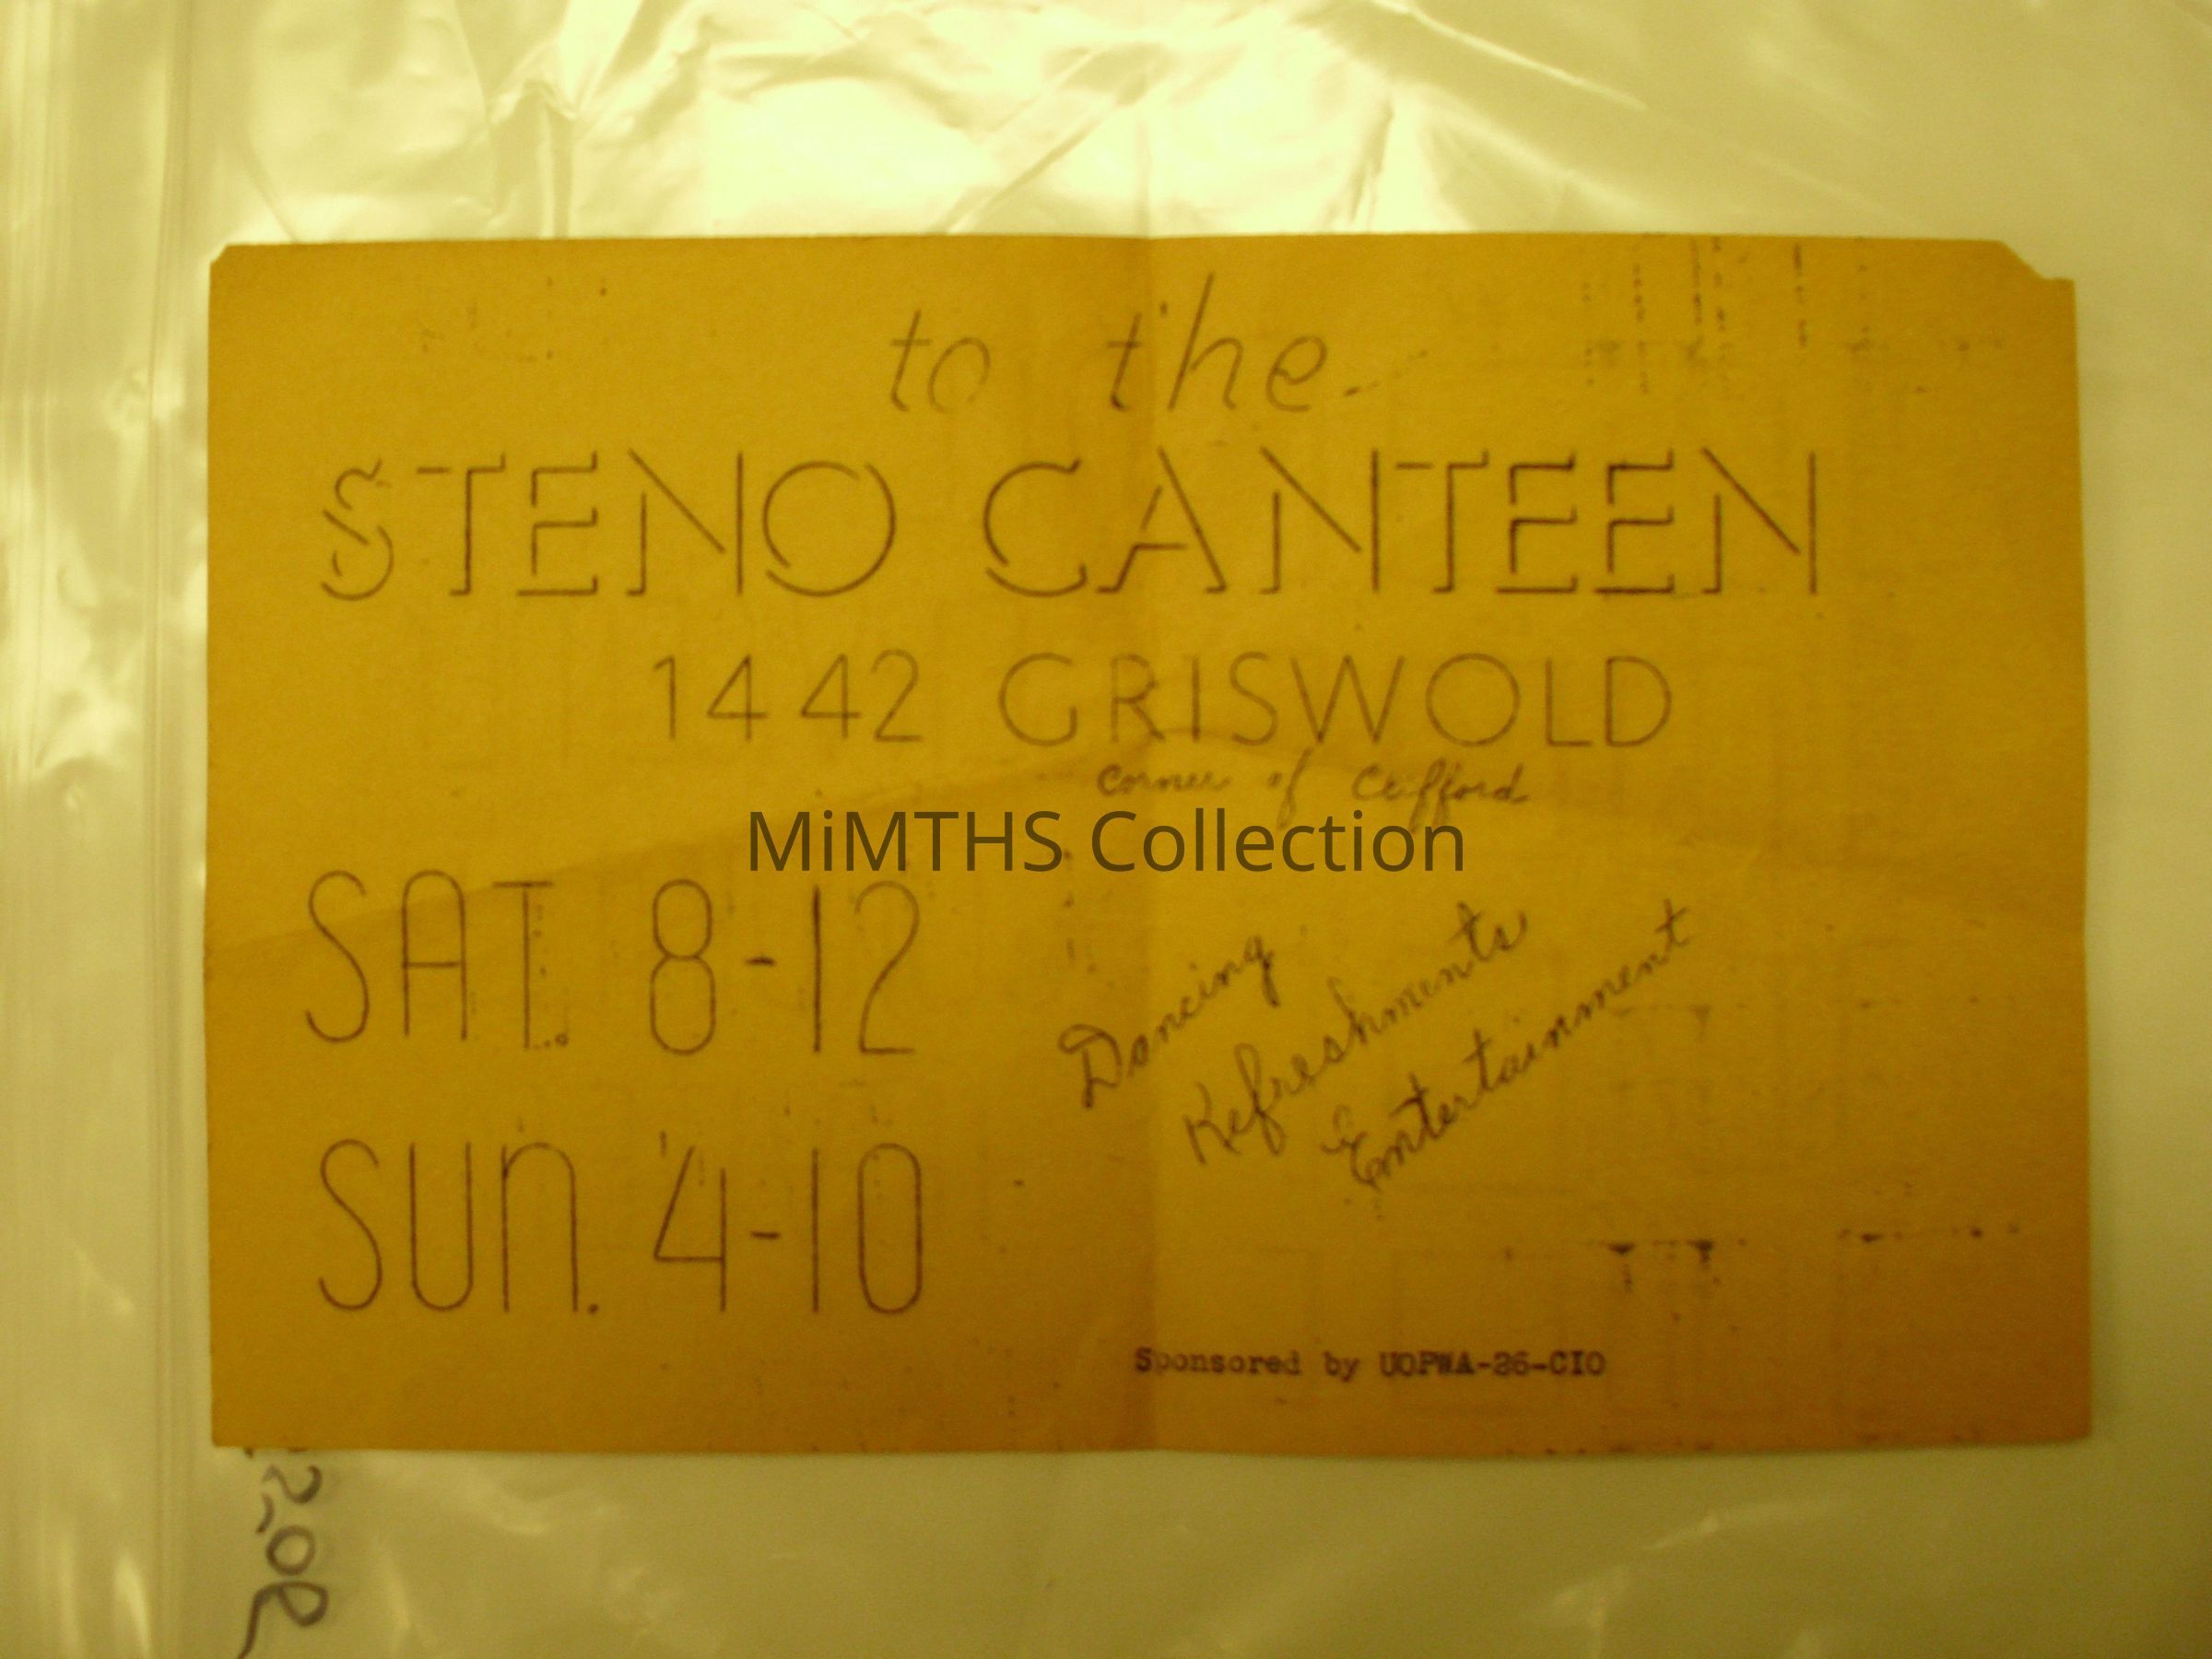 to the
STENO CANTEEN
1442 GRISWOLD
Corner of Clifford
MiMTHS Collection
SAT. 8-12
Dancing
Refreshments
Entertainment
SUN. 4-10
Sponsored by UOPWA-26-CIO